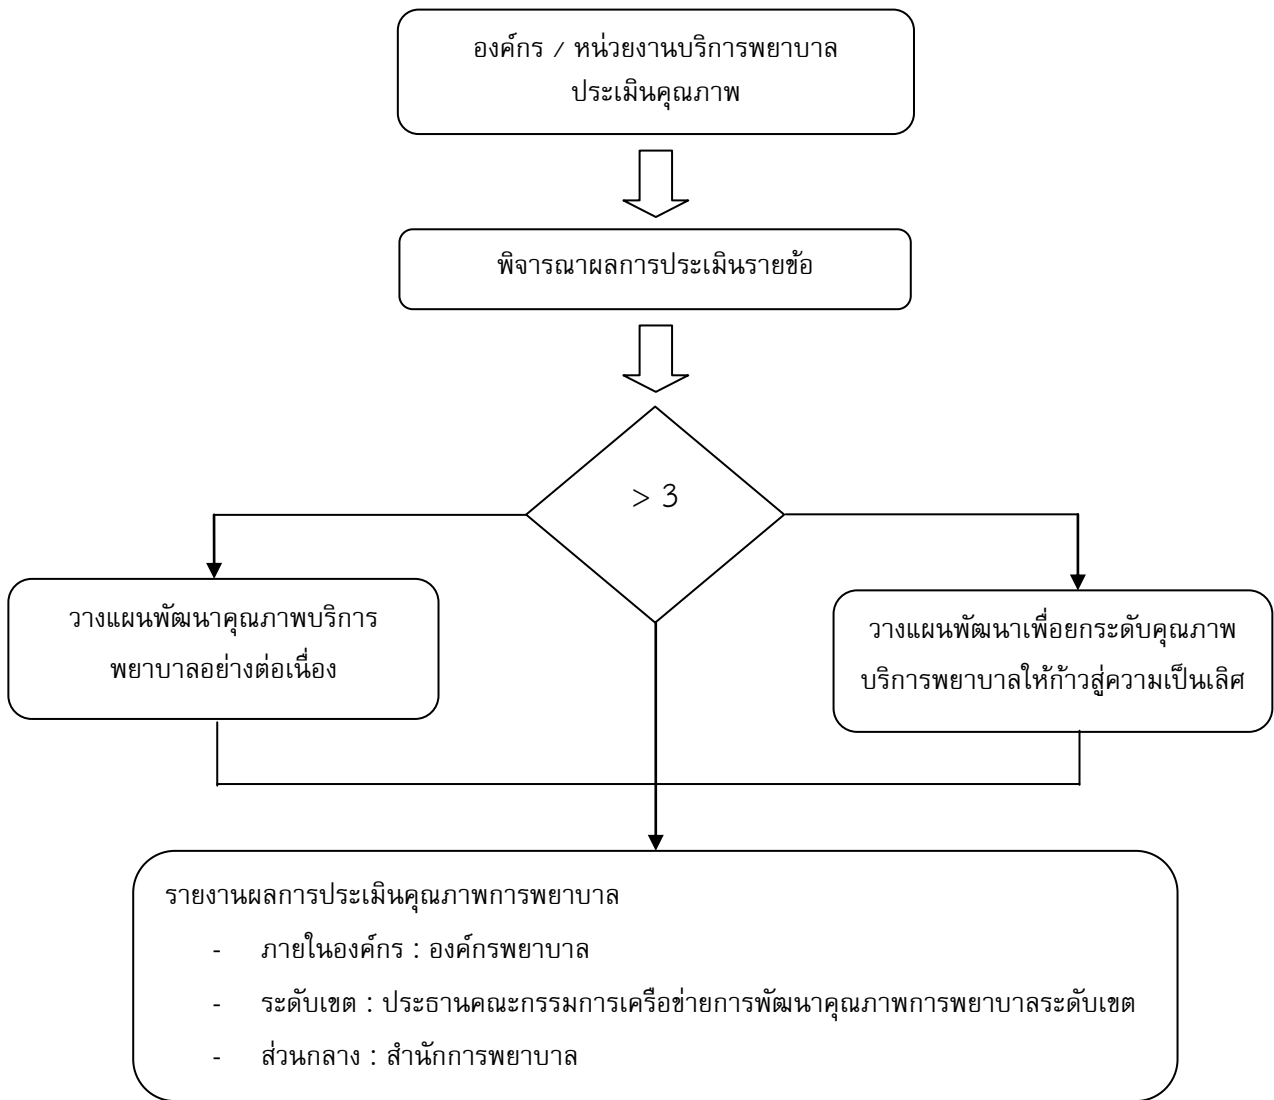 องค์กร / หน่วยงานบริการพยาบาล
ประเมินคุณภาพ
พิจารณาผลการประเมินรายข้อ
> 3
วางแผนพัฒนาคุณภาพบริการ
พยาบาลอย่างต่อเนื่อง
วางแผนพัฒนาเพื่อยกระดับคุณภาพ
บริการพยาบาลให้ก้าวสู่ความเป็นเลิศ
รายงานผลการประเมินคุณภาพการพยาบาล
- ภายในองค์กร : องค์กรพยาบาล
- ระดับเขต : ประธานคณะกรรมการเครือข่ายการพัฒนาคุณภาพการพยาบาลระดับเขต
- ส่วนกลาง : สำนักการพยาบาล